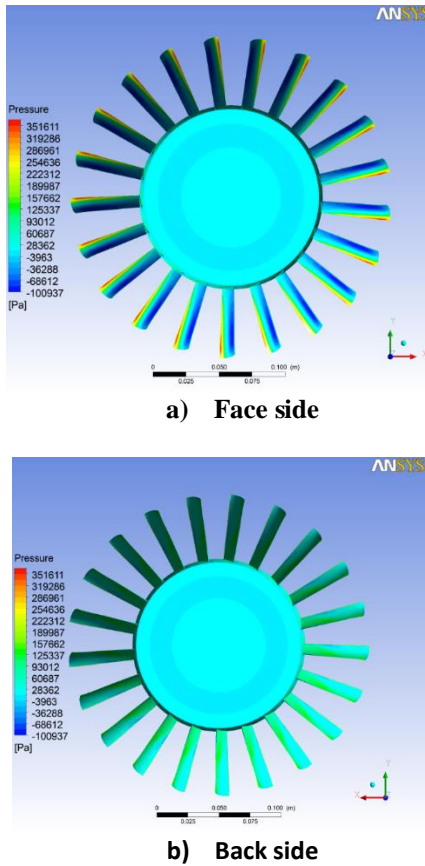 ANSYS
Pressure
351611
319286
286961
254636
222312
189987
157662
125337
93012
60687
28362
-3963
-36288
-68612
-100937
[Pa]
Y
X
0 0.050 0.100 (m)
0.025 0.075
a) Face side
ANSYS
Pressure
351611
319286
286961
254636
222312
189987
157662
125337
93012
60687
28362
-3963
-36288
-68612
-100937
[Pa]
Y
X
0 0.050 0.100 (m)
0.025 0.075
b) Back side